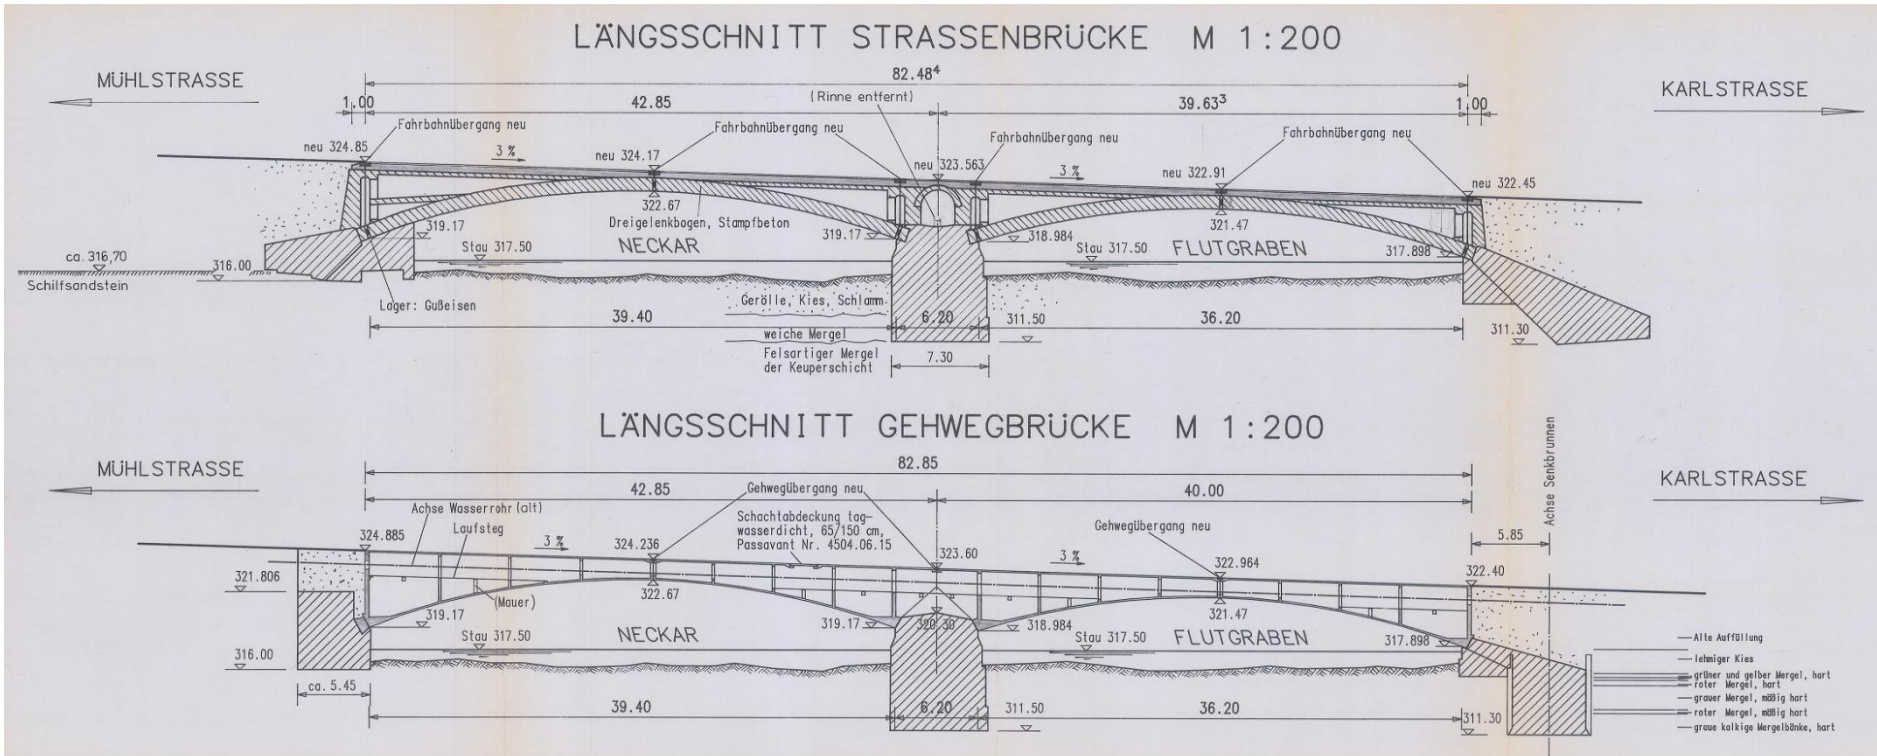 LÄNGSSCHNITT STRASSENBRÜCKE M 1:200
MÜHLSTRASSE
82.48⁴
KARLSTRASSE
1.00
42.85
(Rinne entfernt)
39.63³
1.00
Fahrbahnübergang neu
Fahrbahnübergang neu
Fahrbahnübergang neu
Fahrbahnübergang neu
neu 324.85
3 %
neu 324.17
neu 323.563
3 %
neu 322.91
neu 322.45
322.67
321.47
Dreigelenkbogen, Stampfbeton
319.17
319.17
318.984
Stau 317.50
NECKAR
Stau 317.50
FLUTGRABEN
317.898
ca. 316,70
316.00
Schilfsandstein
Lager: Gußeisen
Gerölle, Kies, Schlamm
39.40
6.20
311.50
36.20
311.30
weiche Mergel
Felsartiger Mergel
der Keuperschicht
7.30
LÄNGSSCHNITT GEHWEGBRÜCKE M 1:200
MÜHLSTRASSE
82.85
KARLSTRASSE
42.85
Gehwegübergang neu
40.00
Achse Senkbrunnen
Achse Wasserrohr (alt)
Laufsteg
Schachtabdeckung tag-
wasserdicht, 65/150 cm,
Passavant Nr. 4504.06.15
Gehwegübergang neu
5.85
324.885
3 %
324.236
323.60
3 %
322.964
322.40
321.806
(Mauer)
322.67
321.47
319.17
319.17
320.30
318.984
Stau 317.50
NECKAR
Stau 317.50
FLUTGRABEN
317.898
316.00
Alte Auffüllung
lehmiger Kies
grüner und gelber Mergel, hart
roter Mergel, hart
grauer Mergel, mäßig hart
roter Mergel, mäßig hart
graue kalkige Mergelbänke, hart
ca. 5.45
39.40
6.20
311.50
36.20
311.30